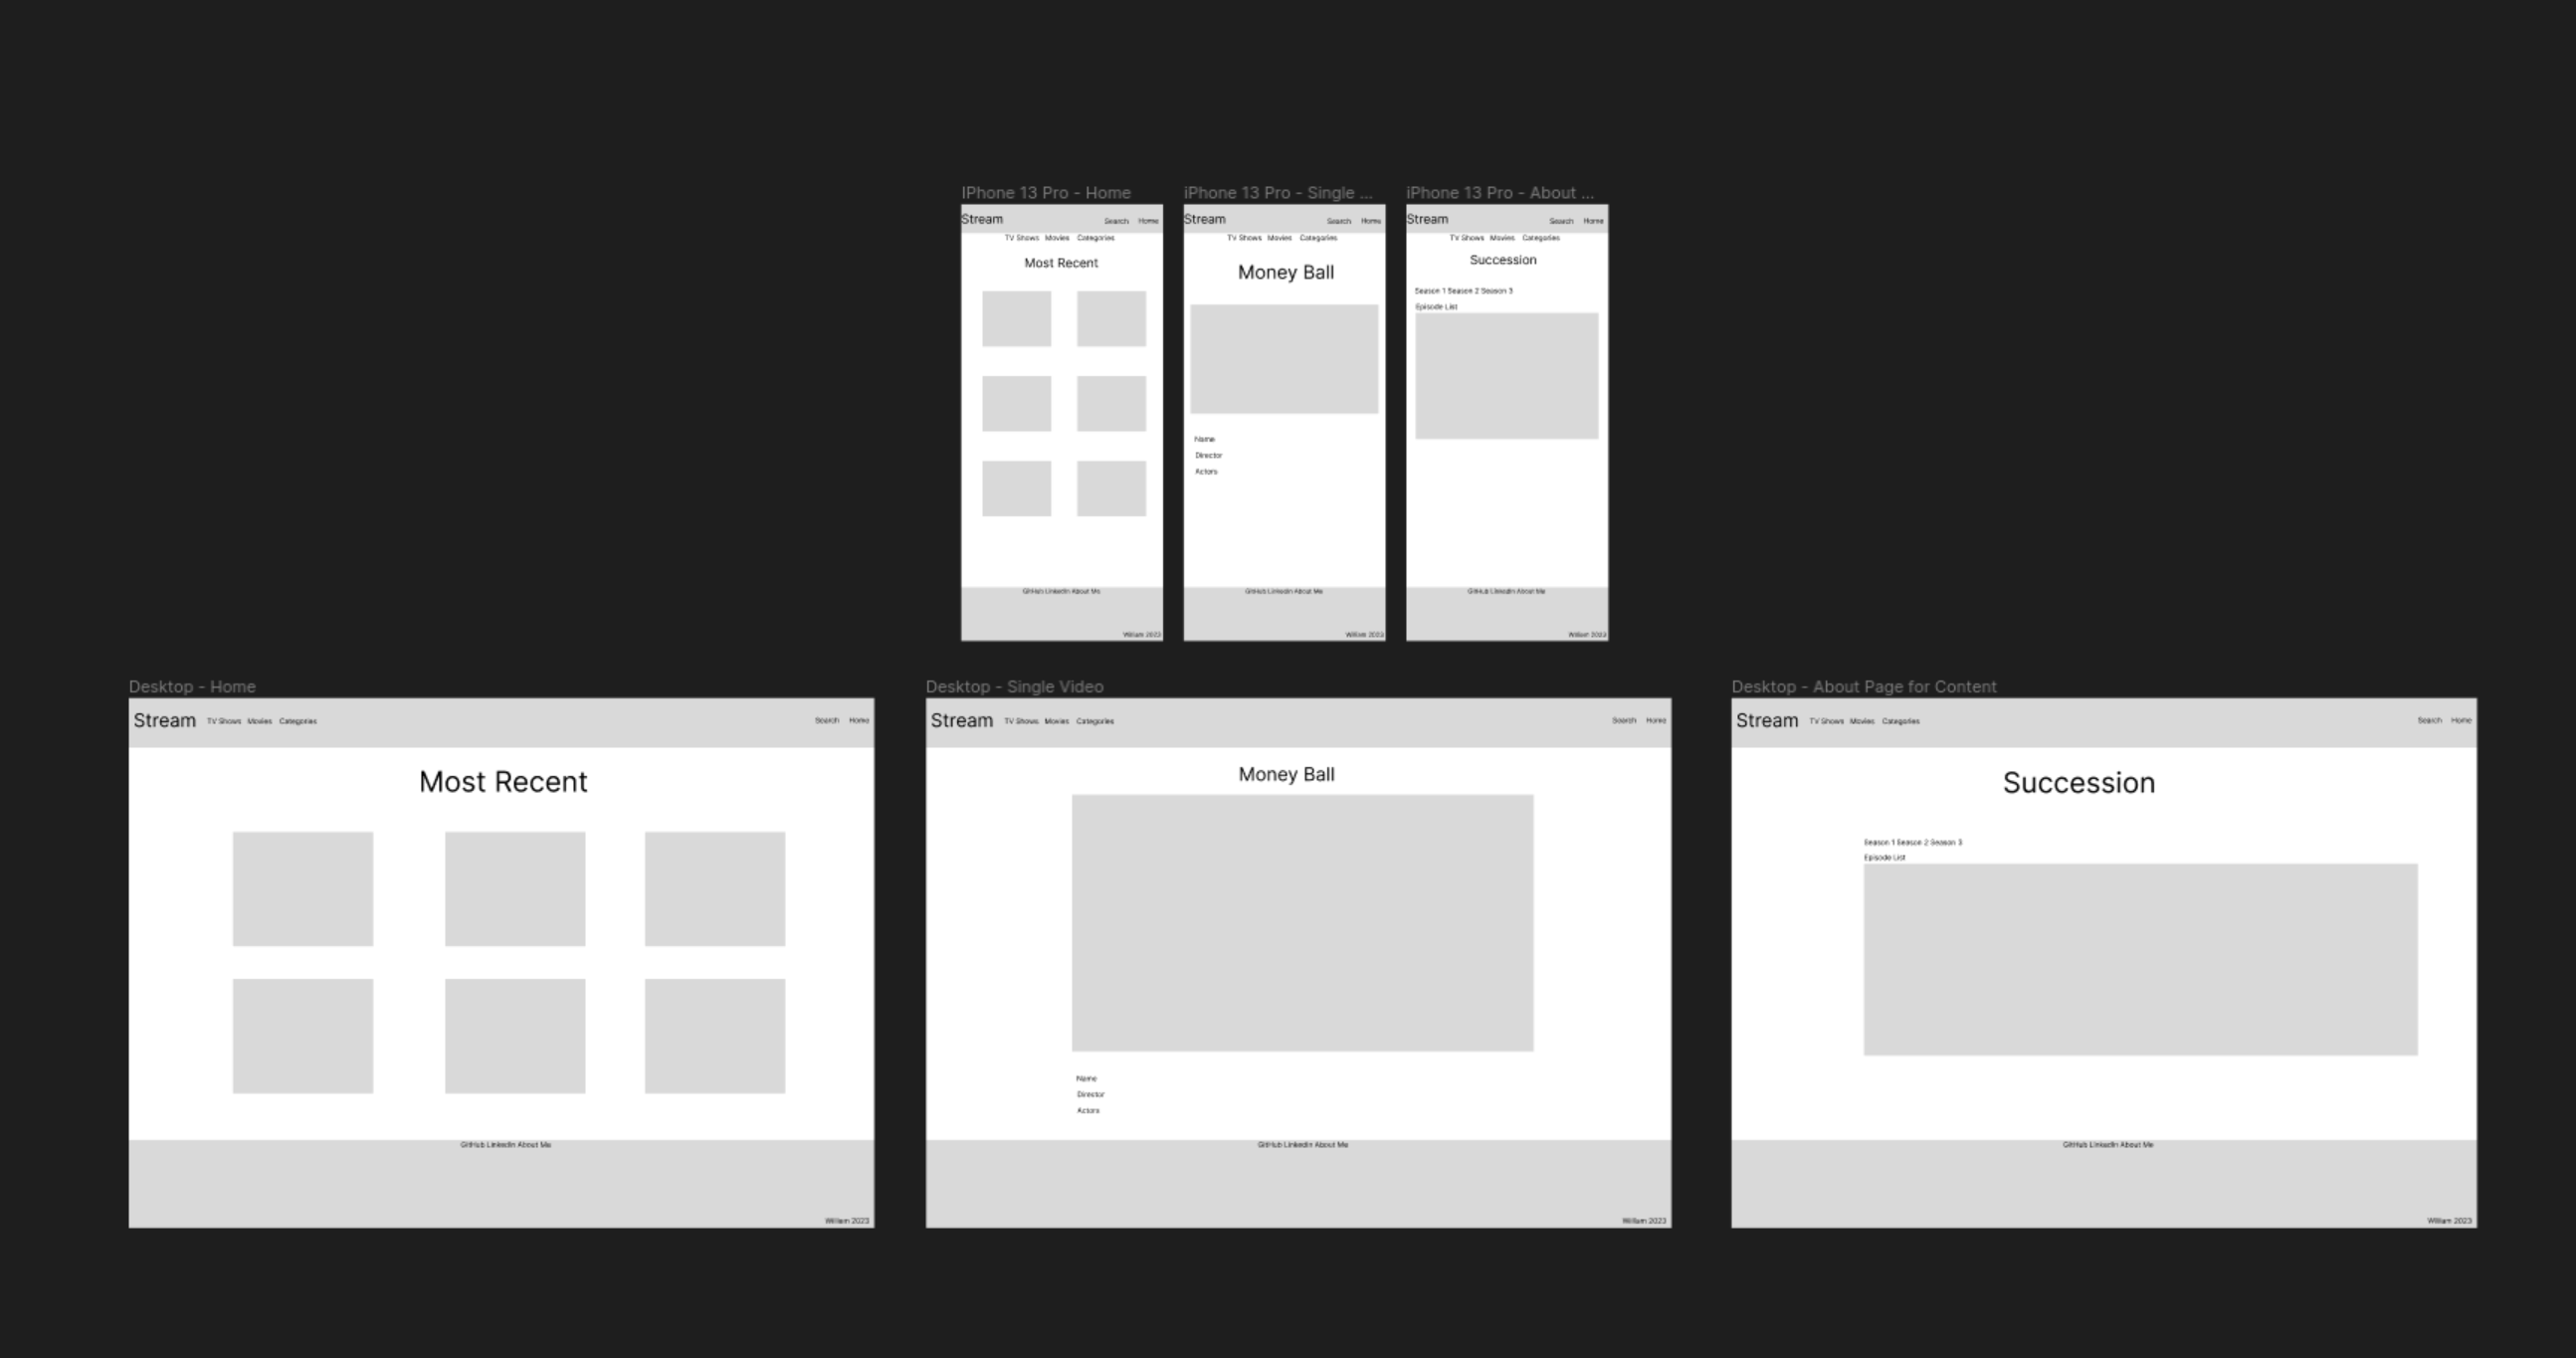 IPhone 13 Pro - Home
Stream Search Home
TV Shows Movies Categories
Most Recent
GitHub LinkedIn About Me
William 2023
iPhone 13 Pro - Single ...
Stream Search Home
TV Shows Movies Categories
Money Ball
Name
Director
Actors
GitHub LinkedIn About Me
William 2023
iPhone 13 Pro - About ...
Stream Search Home
TV Shows Movies Categories
Succession
Season 1 Season 2 Season 3
Episode List
GitHub LinkedIn About Me
William 2023
Desktop - Home
Stream TV Shows Movies Categories Search Home
Most Recent
GitHub LinkedIn About Me
William 2023
Desktop - Single Video
Stream TV Shows Movies Categories Search Home
Money Ball
Name
Director
Actors
GitHub LinkedIn About Me
William 2023
Desktop - About Page for Content
Stream TV Shows Movies Categories Search Home
Succession
Season 1 Season 2 Season 3
Episode List
GitHub LinkedIn About Me
William 2023